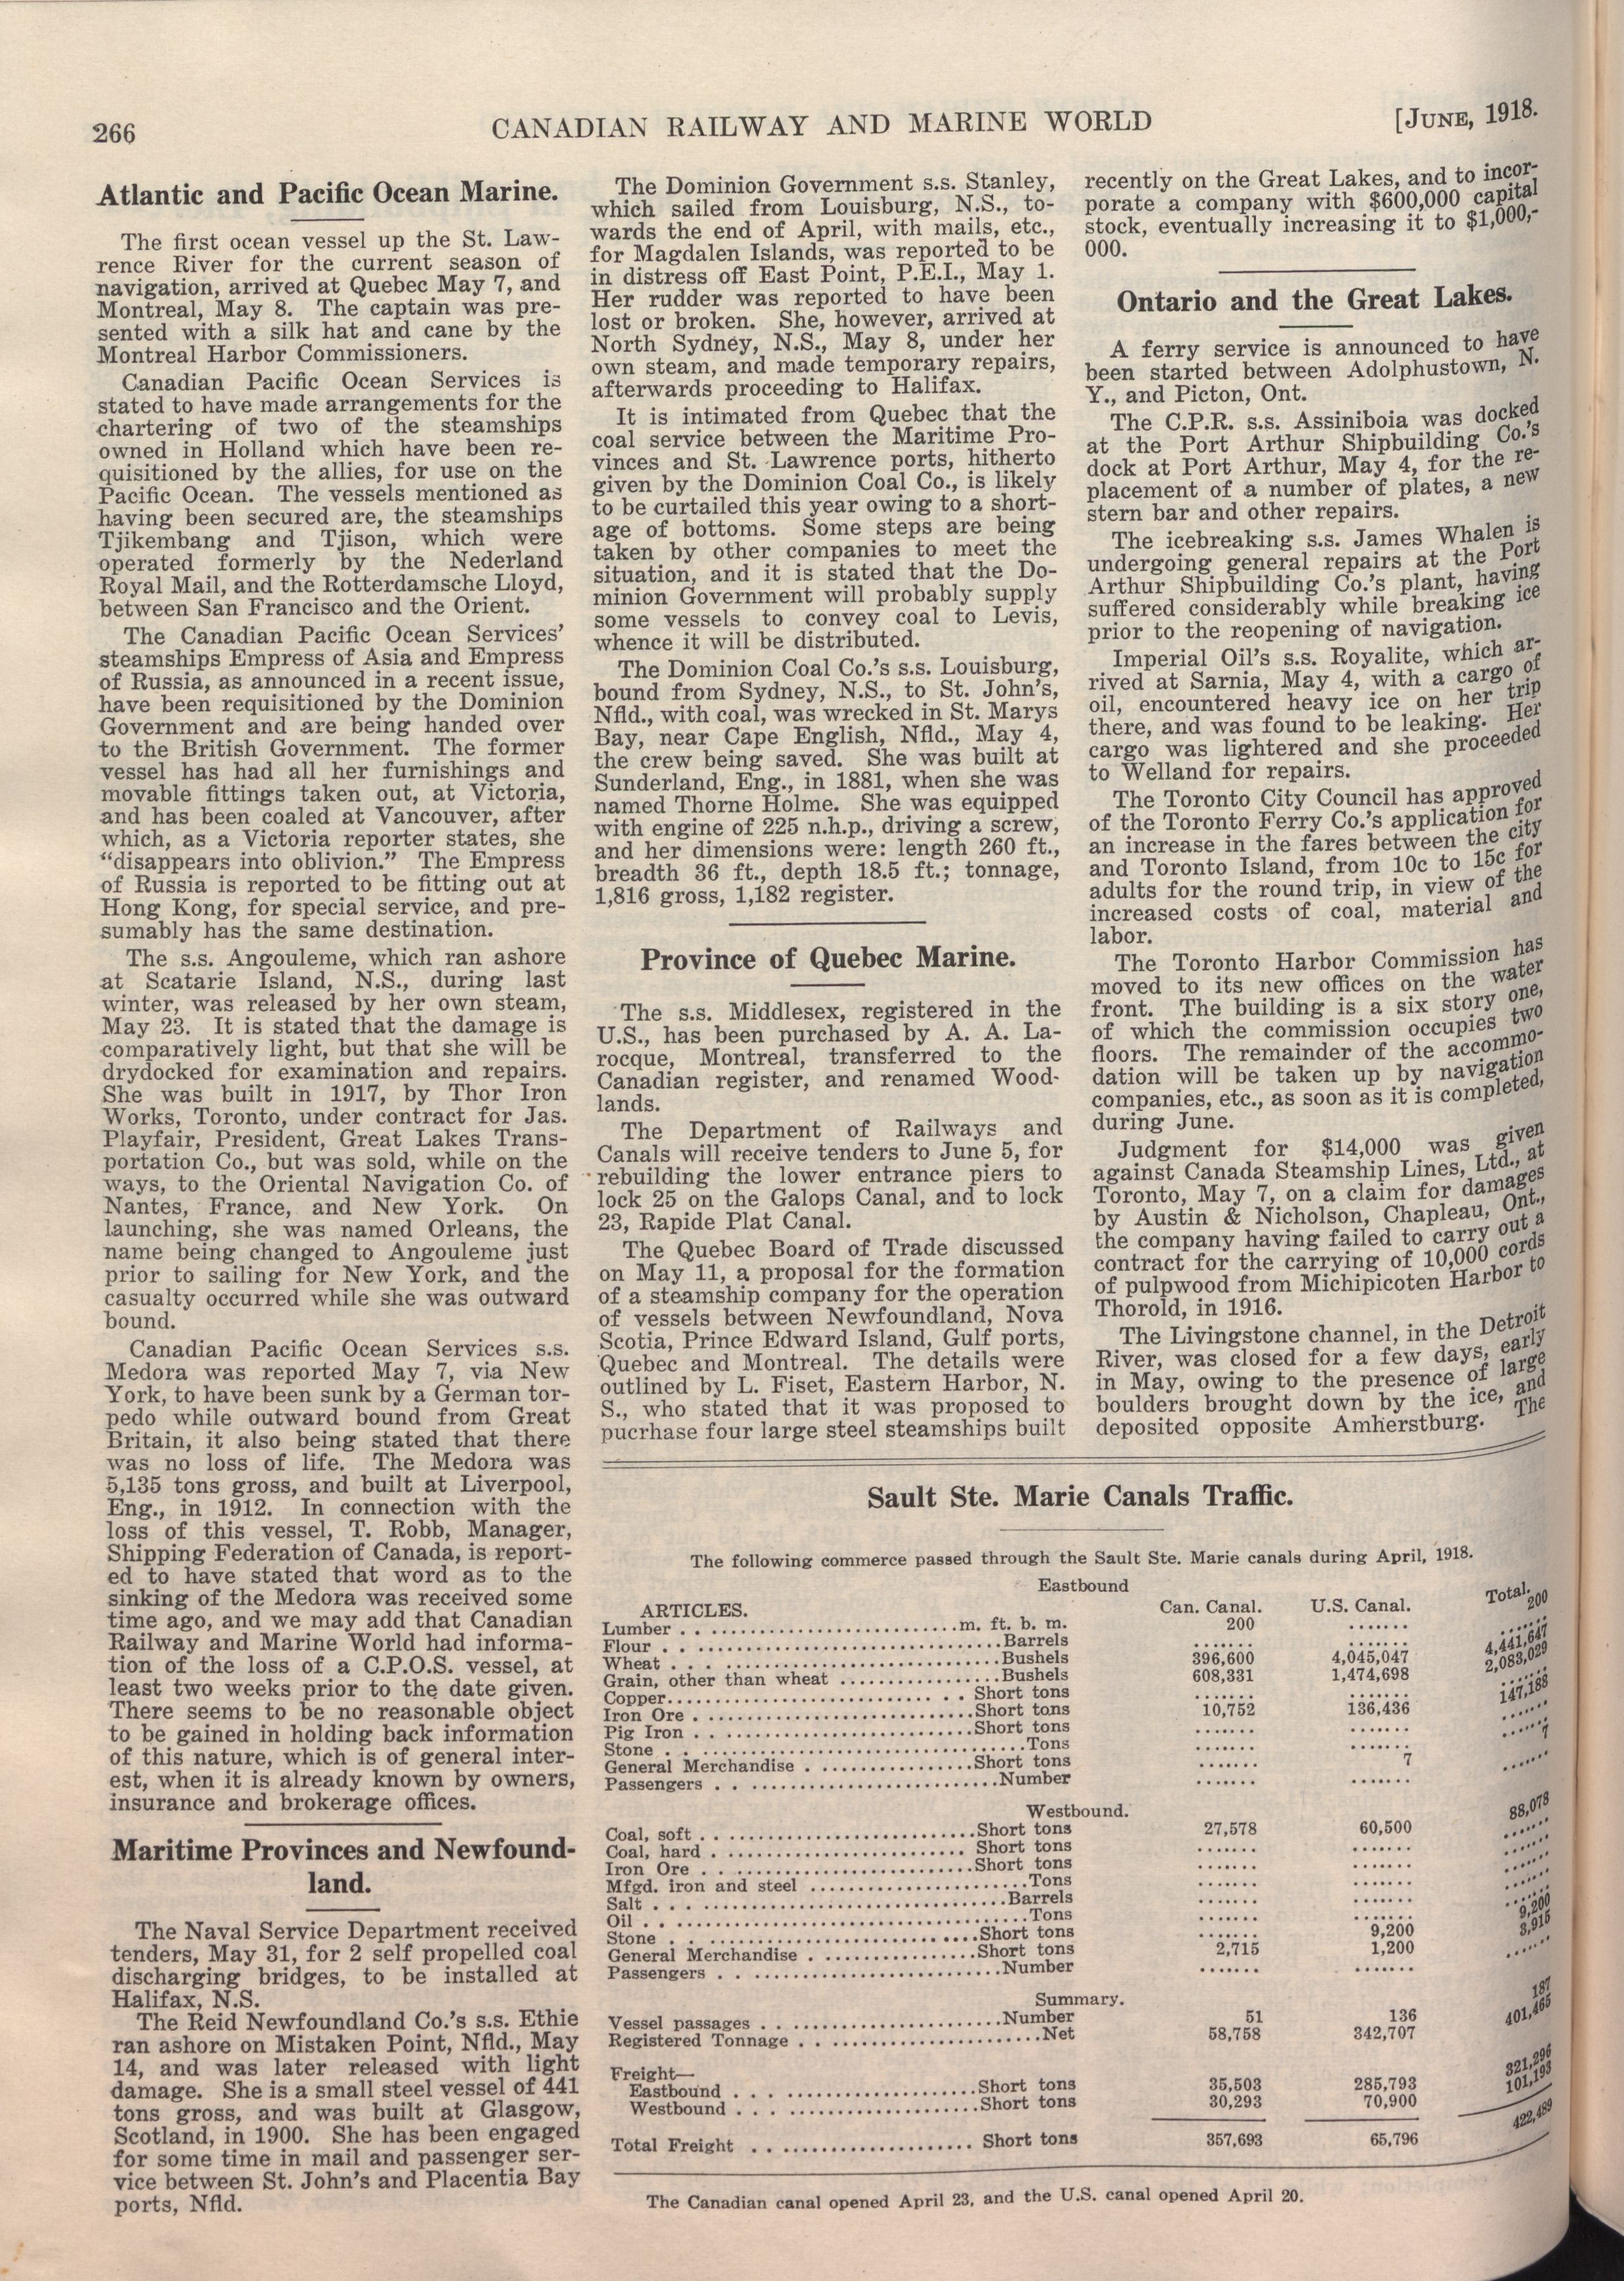 266
CANADIAN RAILWAY AND MARINE WORLD
[JUNE, 1918.
Atlantic and Pacific Ocean Marine.
The first ocean vessel up the St. Law-
rence River for the current season of
navigation, arrived at Quebec May 7, and
Montreal, May 8. The captain was pre-
sented with a silk hat and cane by the
Montreal Harbor Commissioners.
Canadian Pacific Ocean Services is
stated to have made arrangements for the
chartering of two of the steamships
owned in Holland which have been re-
quisitioned by the allies, for use on the
Pacific Ocean. The vessels mentioned as
having been secured are, the steamships
Tjikembang and Tjison, which were
operated formerly by the Nederland
Royal Mail, and the Rotterdamsche Lloyd,
between San Francisco and the Orient.
The Canadian Pacific Ocean Services'
steamships Empress of Asia and Empress
of Russia, as announced in a recent issue,
have been requisitioned by the Dominion
Government and are being handed over
to the British Government. The former
vessel has had all her furnishings and
movable fittings taken out, at Victoria,
and has been coaled at Vancouver, after
which, as a Victoria reporter states, she
"disappears into oblivion." The Empress
of Russia is reported to be fitting out at
Hong Kong, for special service, and pre-
sumably has the same destination.
The s.s. Angouleme, which ran ashore
at Scatarie Island, N.S., during last
winter, was released by her own steam,
May 23. It is stated that the damage is
comparatively light, but that she will be
drydocked for examination and repairs.
She was built in 1917, by Thor Iron
Works, Toronto, under contract for Jas.
Playfair, President, Great Lakes Trans-
portation Co., but was sold, while on the
ways, to the Oriental Navigation Co. of
Nantes, France, and New York. On
launching, she was named Orleans, the
name being changed to Angouleme just
prior to sailing for New York, and the
casualty occurred while she was outward
bound.
Canadian Pacific Ocean Services s.s.
Medora was reported May 7, via New
York, to have been sunk by a German tor-
pedo while outward bound from Great
Britain, it also being stated that there
was no loss of life. The Medora was
5,135 tons gross, and built at Liverpool,
Eng., in 1912. In connection with the
loss of this vessel, T. Robb, Manager,
Shipping Federation of Canada, is report-
ed to have stated that word as to the
sinking of the Medora was received some
time ago, and we may add that Canadian
Railway and Marine World had informa-
tion of the loss of a C.P.O.S. vessel, at
least two weeks prior to the date given.
There seems to be no reasonable object
to be gained in holding back information
of this nature, which is of general inter-
est, when it is already known by owners,
insurance and brokerage offices.
Maritime Provinces and Newfound-
land.
The Naval Service Department received
tenders, May 31, for 2 self propelled coal
discharging bridges, to be installed at
Halifax, N.S.
The Reid Newfoundland Co.'s s.s. Ethie
ran ashore on Mistaken Point, Nfld., May
14, and was later released with light
damage. She is a small steel vessel of 441
tons gross, and was built at Glasgow,
Scotland, in 1900. She has been engaged
for some time in mail and passenger ser-
vice between St. John's and Placentia Bay
ports, Nfld.
The Dominion Government s.s. Stanley,
which sailed from Louisburg, N.S., to-
wards the end of April, with mails, etc.,
for Magdalen Islands, was reported to be
in distress off East Point, P.E.I., May 1.
Her rudder was reported to have been
lost or broken. She, however, arrived at
North Sydney, N.S., May 8, under her
own steam, and made temporary repairs,
afterwards proceeding to Halifax.
It is intimated from Quebec that the
coal service between the Maritime Pro-
vinces and St. Lawrence ports, hitherto
given by the Dominion Coal Co., is likely
to be curtailed this year owing to a short-
age of bottoms. Some steps are being
taken by other companies to meet the
situation, and it is stated that the Do-
minion Government will probably supply
some vessels to convey coal to Levis,
whence it will be distributed.
The Dominion Coal Co.'s s.s. Louisburg,
bound from Sydney, N.S., to St. John's,
Nfld., with coal, was wrecked in St. Marys
Bay, near Cape English, Nfld., May 4,
the crew being saved. She was built at
Sunderland, Eng., in 1881, when she was
named Thorne Holme. She was equipped
with engine of 225 n.h.p., driving a screw,
and her dimensions were: length 260 ft.,
breadth 36 ft., depth 18.5 ft.; tonnage,
1,816 gross, 1,182 register.
Province of Quebec Marine.
The s.s. Middlesex, registered in the
U.S., has been purchased by A. A. La-
rocque, Montreal, transferred to the
Canadian register, and renamed Wood-
lands.
The Department of Railways and
Canals will receive tenders to June 5, for
rebuilding the lower entrance piers to
lock 25 on the Galops Canal, and to lock
23, Rapide Plat Canal.
The Quebec Board of Trade discussed
on May 11, a proposal for the formation
of a steamship company for the operation
of vessels between Newfoundland, Nova
Scotia, Prince Edward Island, Gulf ports,
Quebec and Montreal. The details were
outlined by L. Fiset, Eastern Harbor, N.
S., who stated that it was proposed to
pucrhase four large steel steamships built
recently on the Great Lakes, and to incor-
porate a company with $600,000 capital
stock, eventually increasing it to $1,000,-
000.
Ontario and the Great Lakes.
A ferry service is announced to have
been started between Adolphustown, N.
Y., and Picton, Ont.
The C.P.R. s.s. Assiniboia was docked
at the Port Arthur Shipbuilding Co.'s
dock at Port Arthur, May 4, for the re-
placement of a number of plates, a new
stern bar and other repairs.
The icebreaking s.s. James Whalen is
undergoing general repairs at the Port
Arthur Shipbuilding Co.'s plant, having
suffered considerably while breaking ice
prior to the reopening of navigation.
Imperial Oil's s.s. Royalite, which ar-
rived at Sarnia, May 4, with a cargo of
oil, encountered heavy ice on her trip
there, and was found to be leaking. Her
cargo was lightered and she proceeded
to Welland for repairs.
The Toronto City Council has approved
of the Toronto Ferry Co.'s application for
an increase in the fares between the city
and Toronto Island, from 10c to 15c for
adults for the round trip, in view of the
increased costs of coal, material and
labor.
The Toronto Harbor Commission has
moved to its new offices on the water
front. The building is a six story one,
of which the commission occupies two
floors. The remainder of the accommo-
dation will be taken up by navigation
companies, etc., as soon as it is completed,
during June.
Judgment for $14,000 was given
against Canada Steamship Lines, Ltd., at
Toronto, May 7, on a claim for damages
by Austin & Nicholson, Chapleau, Ont.,
the company having failed to carry out a
contract for the carrying of 10,000 cords
of pulpwood from Michipicoten Harbor to
Thorold, in 1916.
The Livingstone channel, in the Detroit
River, was closed for a few days, early
in May, owing to the presence of large
boulders brought down by the ice, and
deposited opposite Amherstburg. The
Sault Ste. Marie Canals Traffic.
The following commerce passed through the Sault Ste. Marie canals during April, 1918.
Eastbound
ARTICLES. Can. Canal. U.S. Canal. Total.
Lumber . . ........................... m. ft. b. m. 200 ....... 200
Flour . . ........................... Barrels ....... ....... ......
Wheat . . . ........................... Bushels 396,600 4,045,047 4,441,647
Grain, other than wheat ................ Bushels 608,331 1,474,698 2,083,029
Copper........................... . . Short tons ....... ....... ......
Iron Ore . ........................... Short tons 10,752 136,436 147,188
Pig Iron . . ........................... Short tons ....... ....... ......
Stone . . ........................... Tons ....... ....... ......
General Merchandise . ................ Short tons ....... 7 7
Passengers . . ........................... Number ....... ....... ......
Westbound.
Coal, soft . . ........................... Short tons 27,578 60,500 88,078
Coal, hard . ........................... Short tons ....... ....... .......
Iron Ore . . ........................... Short tons ....... ....... .......
Mfgd. iron and steel ........................ Tons ....... ....... .......
Salt . . . ........................... Barrels ....... ....... .......
Oil . . ........................... Tons ....... ....... .......
Stone . . ........................... Short tons ....... 9,200 9,200
General Merchandise . ................ Short tons 2,715 1,200 3,915
Passengers . . ........................... Number ....... ....... .......
Summary.
Vessel passages . . ........................ Number 51 136 187
Registered Tonnage . . ........................ Net 58,758 342,707 401,465
Freight—
Eastbound . . . ........................ Short tons 35,503 285,793 321,296
Westbound . . . ........................ Short tons 30,293 70,900 101,193
Total Freight . . ..................... Short tons 357,693 65,796 422,489
The Canadian canal opened April 23, and the U.S. canal opened April 20.